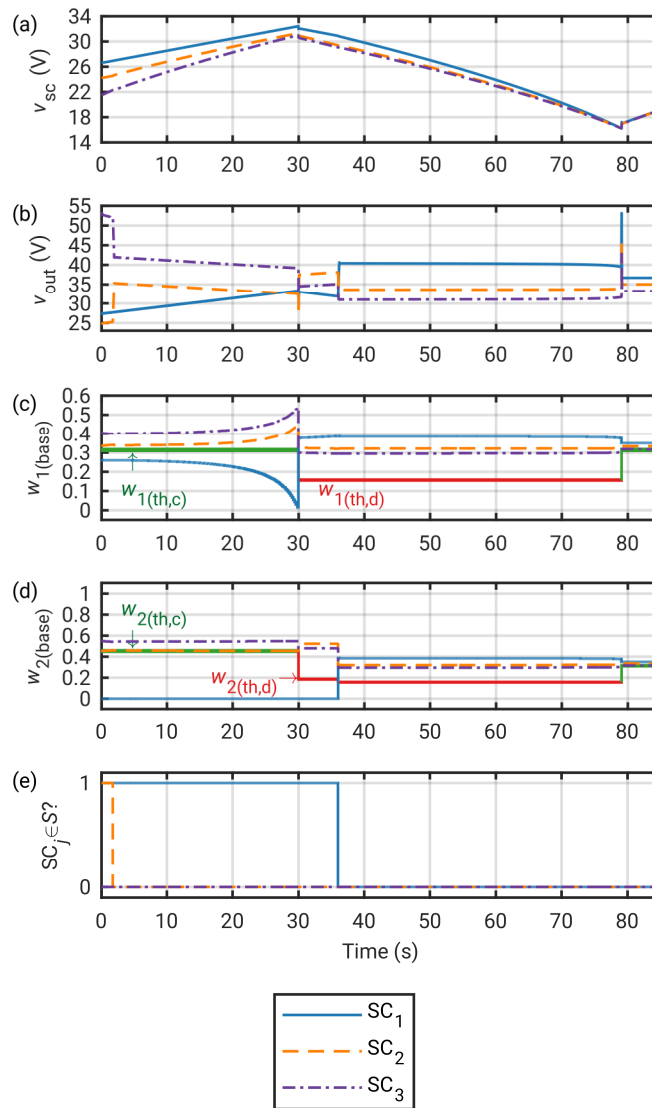 (a)
v_sc (V)
34
30
26
22
18
14
0 10 20 30 40 50 60 70 80
(b)
v_out (V)
55
50
45
40
35
30
25
0 10 20 30 40 50 60 70 80
(c)
w_1(base)
0.6
0.5
0.4
0.3
0.2
0.1
0
w_1(th,c)
w_1(th,d)
0 10 20 30 40 50 60 70 80
(d)
w_2(base)
1
0.8
0.6
0.4
0.2
0
w_2(th,c)
w_2(th,d)
0 10 20 30 40 50 60 70 80
(e)
SC_j∈S?
1
0
0 10 20 30 40 50 60 70 80
Time (s)
SC_1
SC_2
SC_3